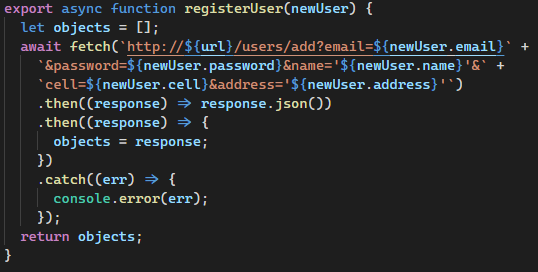 export async function registerUser(newUser) {
let objects = [];
await fetch(`http://${url}/users/add?email=${newUser.email}` +
`&password=${newUser.password}&name='${newUser.name}'&` +
`cell=${newUser.cell}&address='${newUser.address}'`)
.then((response) => response.json())
.then((response) => {
objects = response;
})
.catch((err) => {
console.error(err);
});
return objects;
}